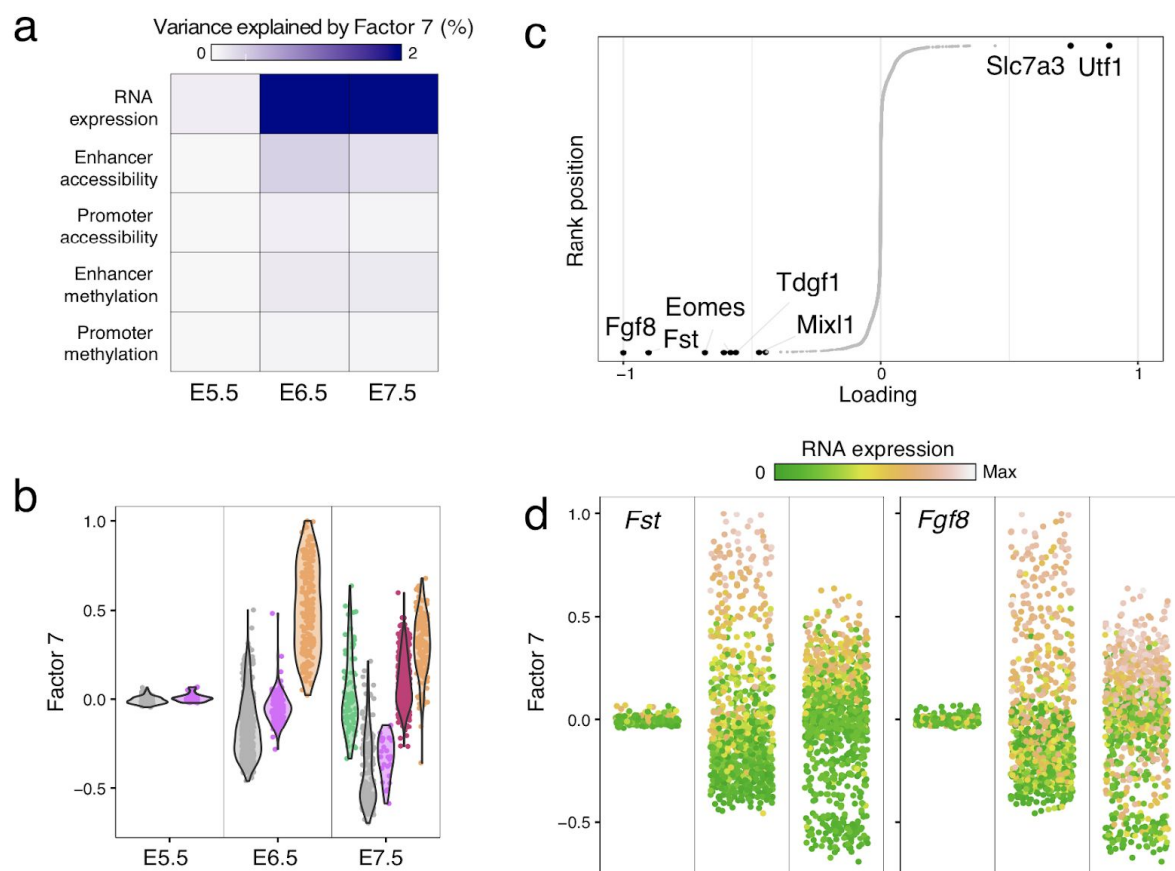 a
Variance explained by Factor 7 (%)
0 2
RNA
expression
Enhancer
accessibility
Promoter
accessibility
Enhancer
methylation
Promoter
methylation
E5.5 E6.5 E7.5
c
Rank position
Slc7a3 Utf1
Tdgf1
Eomes
Fgf8
Fst
Mixl1
−1 0 1
Loading
b
Factor 7
1.0
0.5
0.0
−0.5
E5.5 E6.5 E7.5
RNA expression
0 Max
d
Fst
Fgf8
Factor 7
1.0
0.5
0.0
−0.5